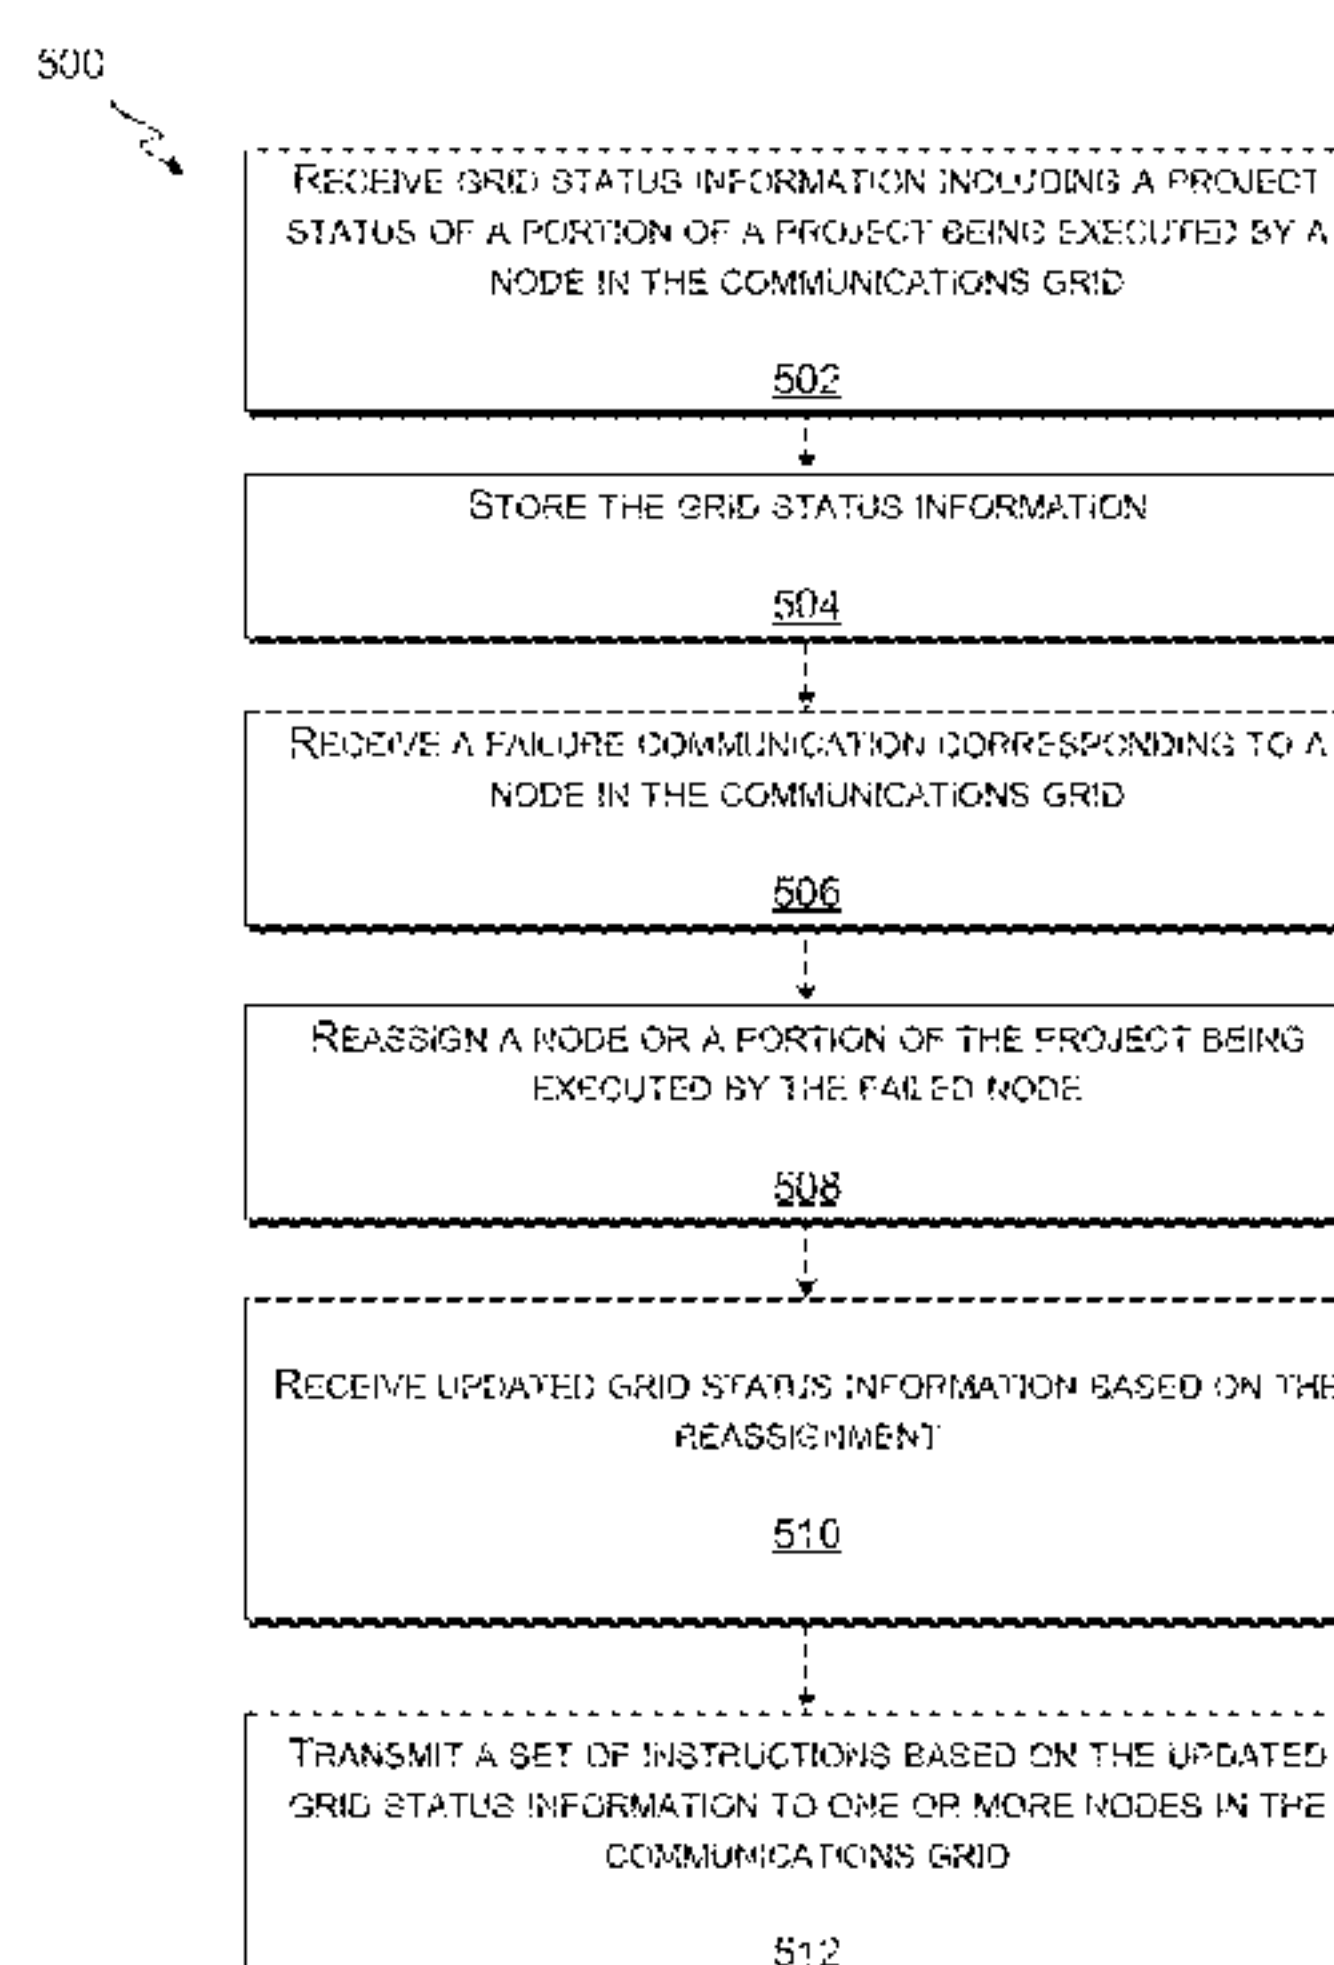 500
RECEIVE GRID STATUS INFORMATION INCLUDING A PROJECT
STATUS OF A PORTION OF A PROJECT BEING EXECUTED BY A
NODE IN THE COMMUNICATIONS GRID
502
STORE THE GRID STATUS INFORMATION
504
RECEIVE A FAILURE COMMUNICATION CORRESPONDING TO A
NODE IN THE COMMUNICATIONS GRID
506
REASSIGN A NODE OR A PORTION OF THE PROJECT BEING
EXECUTED BY THE FAILED NODE
508
RECEIVE UPDATED GRID STATUS INFORMATION BASED ON THE
REASSIGNMENT
510
TRANSMIT A SET OF INSTRUCTIONS BASED ON THE UPDATED
GRID STATUS INFORMATION TO ONE OR MORE NODES IN THE
COMMUNICATIONS GRID
512